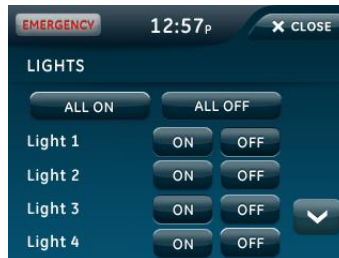 EMERGENCY 12:57P X CLOSE
LIGHTS
ALL ON ALL OFF
Light 1 ON OFF
Light 2 ON OFF
Light 3 ON OFF
Light 4 ON OFF